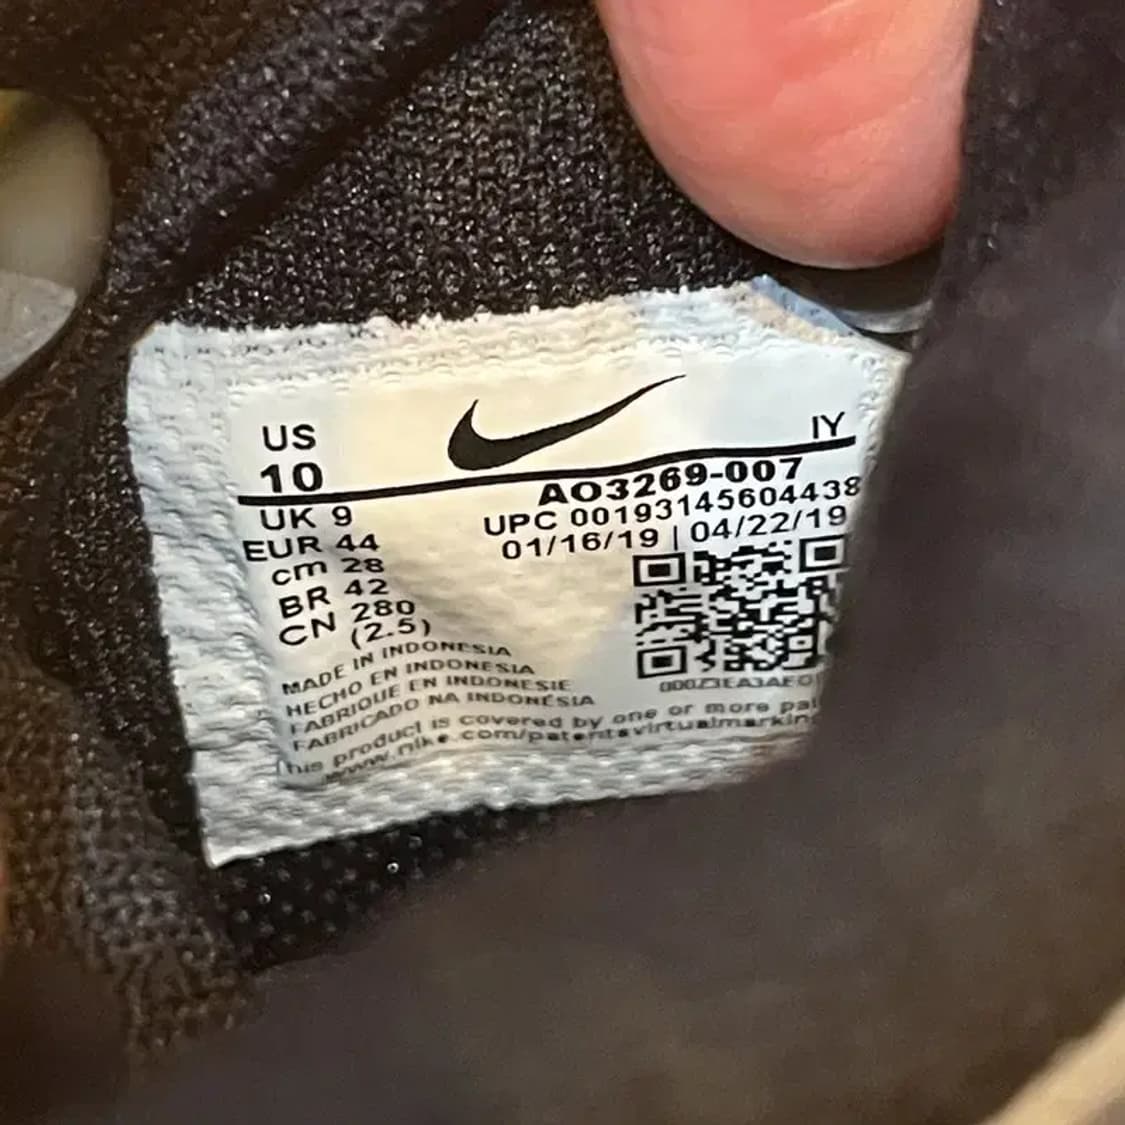 US
10
IY
AO3269-007
UPC 00193145604438
01/16/19 | 04/22/19
UK 9
EUR 44
cm 28
BR 42
CN 280
(2.5)
MADE IN INDONESIA
HECHO EN INDONESIA
FABRIQUE EN INDONESIE
FABRICADO NA INDONÉSIA
This product is covered by one or more
www.nike.com/patentsvirtualmarkin